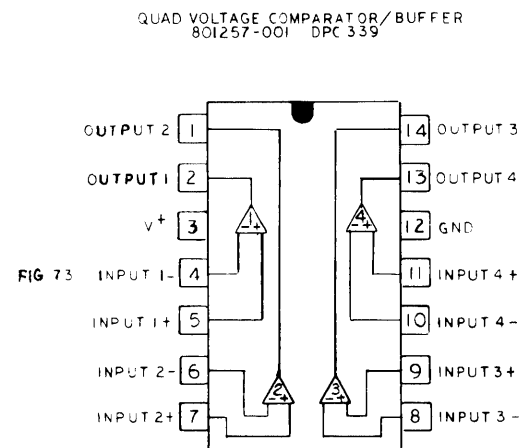 QUAD VOLTAGE COMPARATOR/BUFFER
801257-001 DPC 339
OUTPUT 2 1 14 OUTPUT 3
OUTPUT 1 2 13 OUTPUT 4
1 4
V+ 3 -+ -+ 12 GND
FIG 73 INPUT 1- 4 11 INPUT 4+
INPUT 1+ 5 10 INPUT 4-
INPUT 2- 6 9 INPUT 3+
2 3
-+ -+
INPUT 2+ 7 8 INPUT 3-